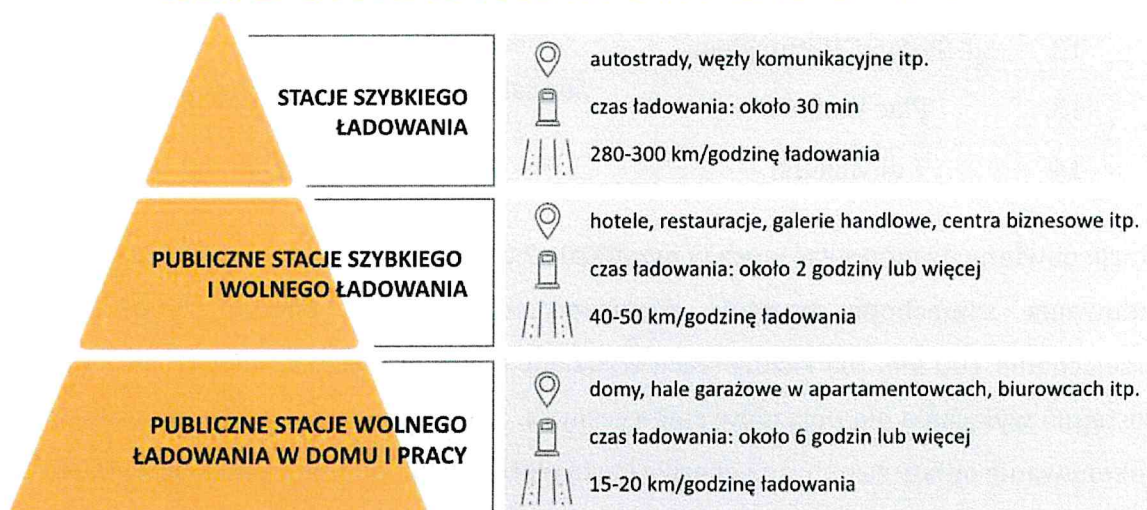 STACJE SZYBKIEGO
ŁADOWANIA
autostrady, węzły komunikacyjne itp.
czas ładowania: około 30 min
280-300 km/godzinę ładowania
PUBLICZNE STACJE SZYBKIEGO
I WOLNEGO ŁADOWANIA
hotele, restauracje, galerie handlowe, centra biznesowe itp.
czas ładowania: około 2 godziny lub więcej
40-50 km/godzinę ładowania
PUBLICZNE STACJE WOLNEGO
ŁADOWANIA W DOMU I PRACY
domy, hale garażowe w apartamentowcach, biurowcach itp.
czas ładowania: około 6 godzin lub więcej
15-20 km/godzinę ładowania